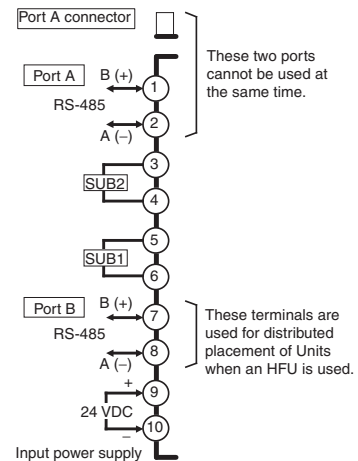 Port A connector
These two ports
cannot be used at
the same time.
Port A
B (+)
RS-485
A (−)
1
2
3
SUB2
4
5
SUB1
6
Port B
B (+)
7
RS-485
A (−)
8
These terminals are
used for distributed
placement of Units
when an HFU is used.
+
9
24 VDC
−
10
Input power supply